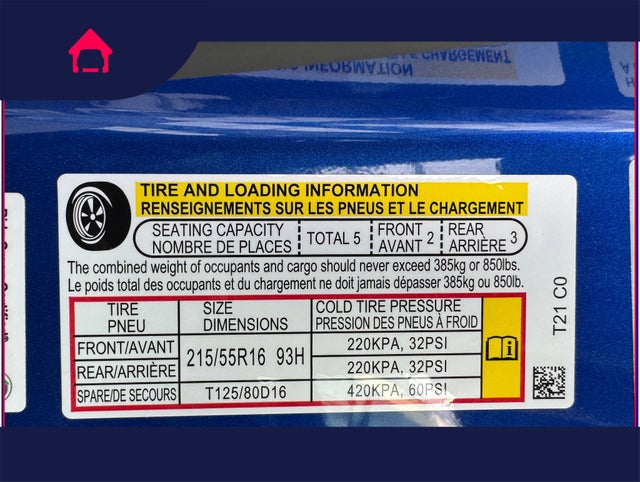 LE CHARGEMENT
INFORMATION
TIRE AND LOADING INFORMATION
RENSEIGNEMENTS SUR LES PNEUS ET LE CHARGEMENT
SEATING CAPACITY
NOMBRE DE PLACES
TOTAL 5
FRONT
AVANT 2
REAR
ARRIÈRE 3
The combined weight of occupants and cargo should never exceed 385kg or 850lbs.
Le poids total des occupants et du chargement ne doit jamais dépasser 385kg ou 850lb.
TIRE
PNEU
SIZE
DIMENSIONS
COLD TIRE PRESSURE
PRESSION DES PNEUS À FROID
FRONT/AVANT
215/55R16 93H
220KPA, 32PSI
REAR/ARRIÈRE
220KPA, 32PSI
SPARE/DE SECOURS
T125/80D16
420KPA, 60PSI
T21 C0